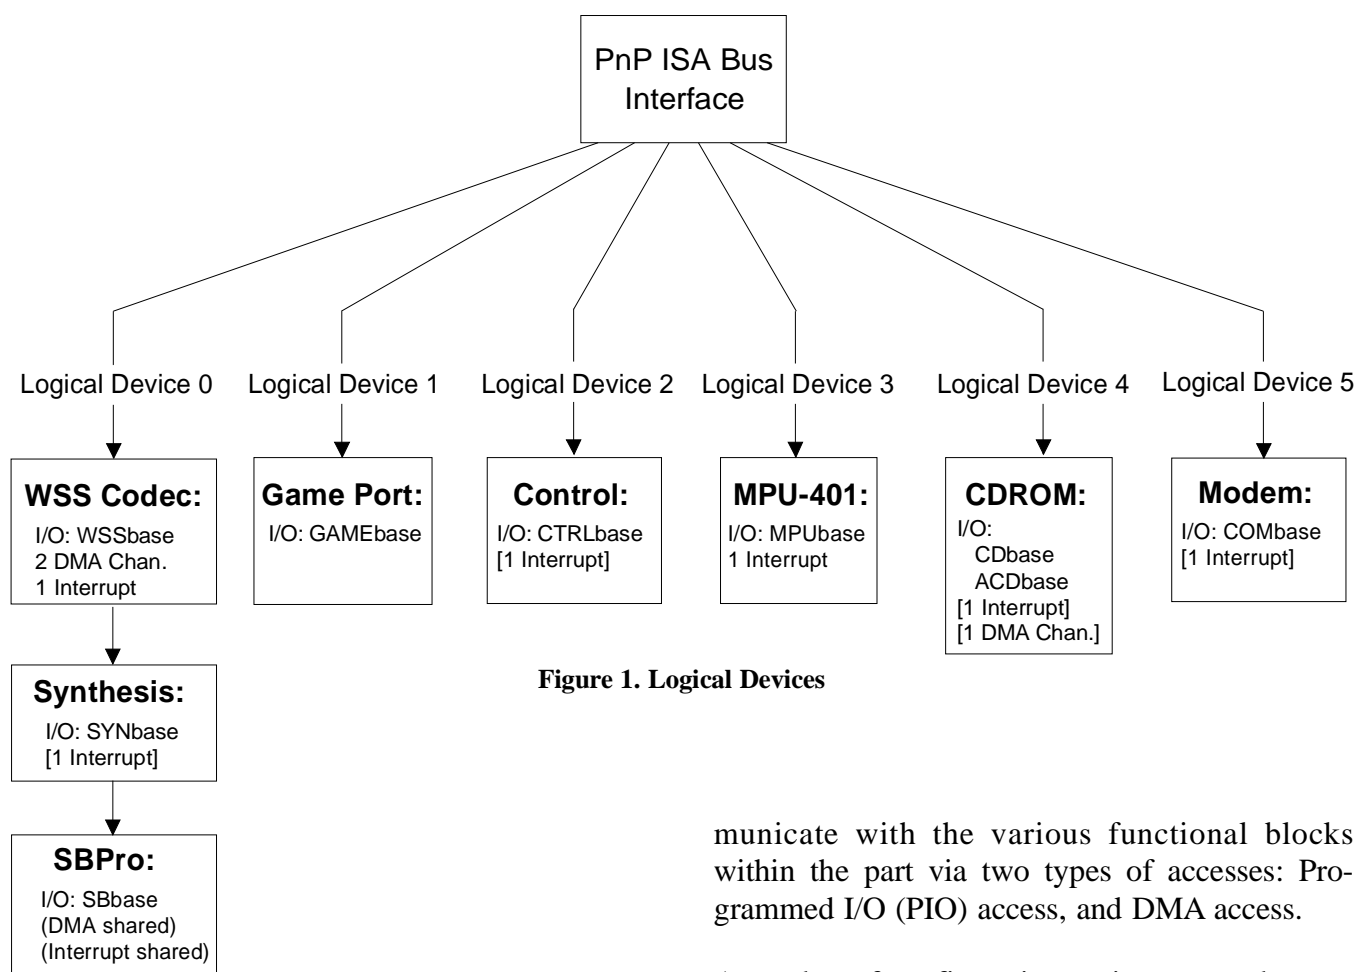 PnP ISA Bus
Interface
Logical Device 0
Logical Device 1
Logical Device 2
Logical Device 3
Logical Device 4
Logical Device 5
WSS Codec:
I/O: WSSbase
2 DMA Chan.
1 Interrupt
Game Port:
I/O: GAMEbase
Control:
I/O: CTRLbase
[1 Interrupt]
MPU-401:
I/O: MPUbase
1 Interrupt
CDROM:
I/O:
CDbase
ACDbase
[1 Interrupt]
[1 DMA Chan.]
Modem:
I/O: COMbase
[1 Interrupt]
Synthesis:
I/O: SYNbase
[1 Interrupt]
SBPro:
I/O: SBbase
(DMA shared)
(Interrupt shared)
Figure 1. Logical Devices
municate with the various functional blocks
within the part via two types of accesses: Pro-
grammed I/O (PIO) access, and DMA access.